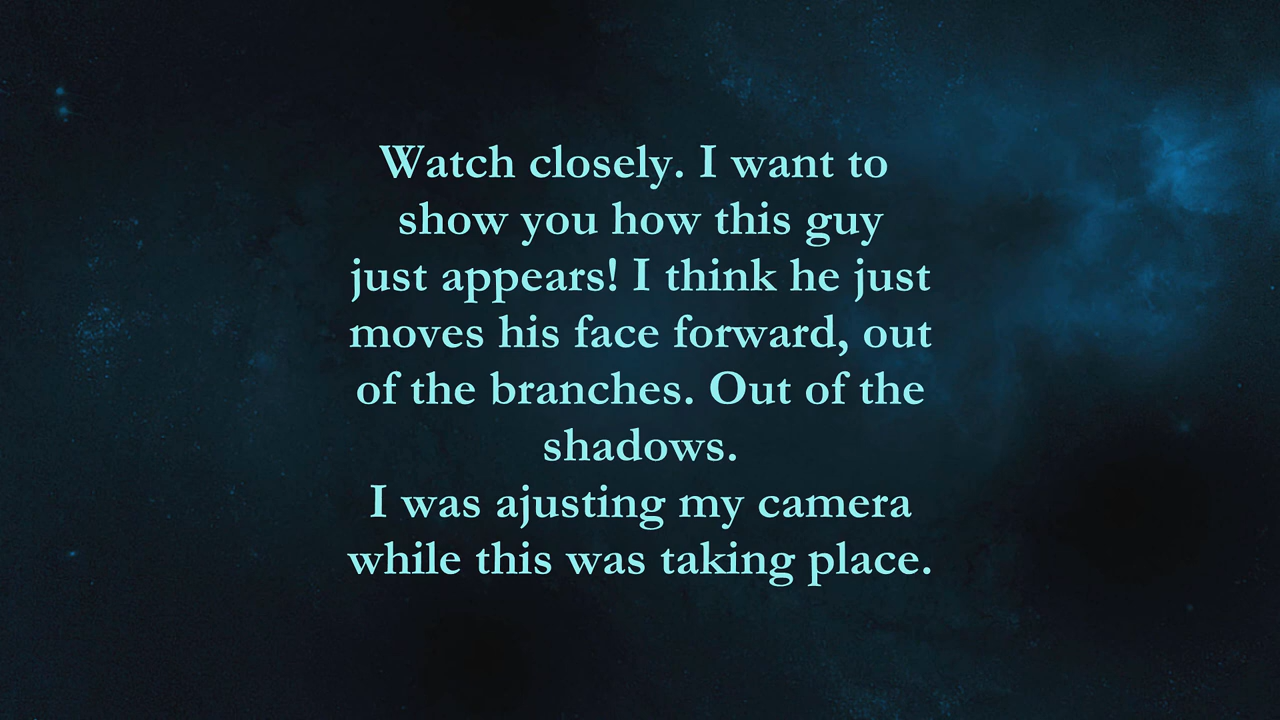 Watch closely. I want to
show you how this guy
just appears! I think he just
moves his face forward, out
of the branches. Out of the
shadows.
I was ajusting my camera
while this was taking place.